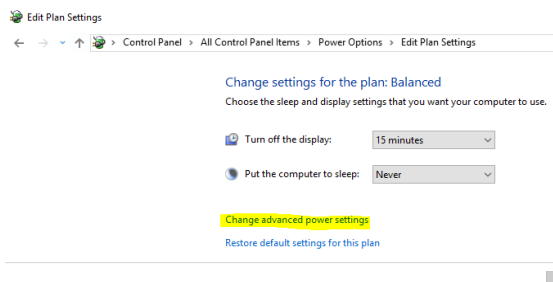 Edit Plan Settings
Control Panel > All Control Panel Items > Power Options > Edit Plan Settings
Change settings for the plan: Balanced
Choose the sleep and display settings that you want your computer to use.
Turn off the display: 15 minutes
Put the computer to sleep: Never
Change advanced power settings
Restore default settings for this plan